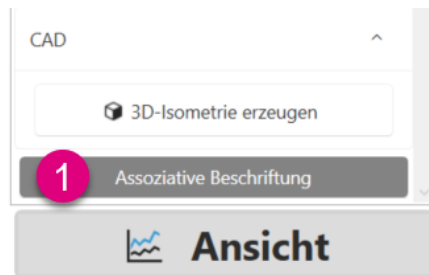 CAD
3D-Isometrie erzeugen
1 Assoziative Beschriftung
Ansicht